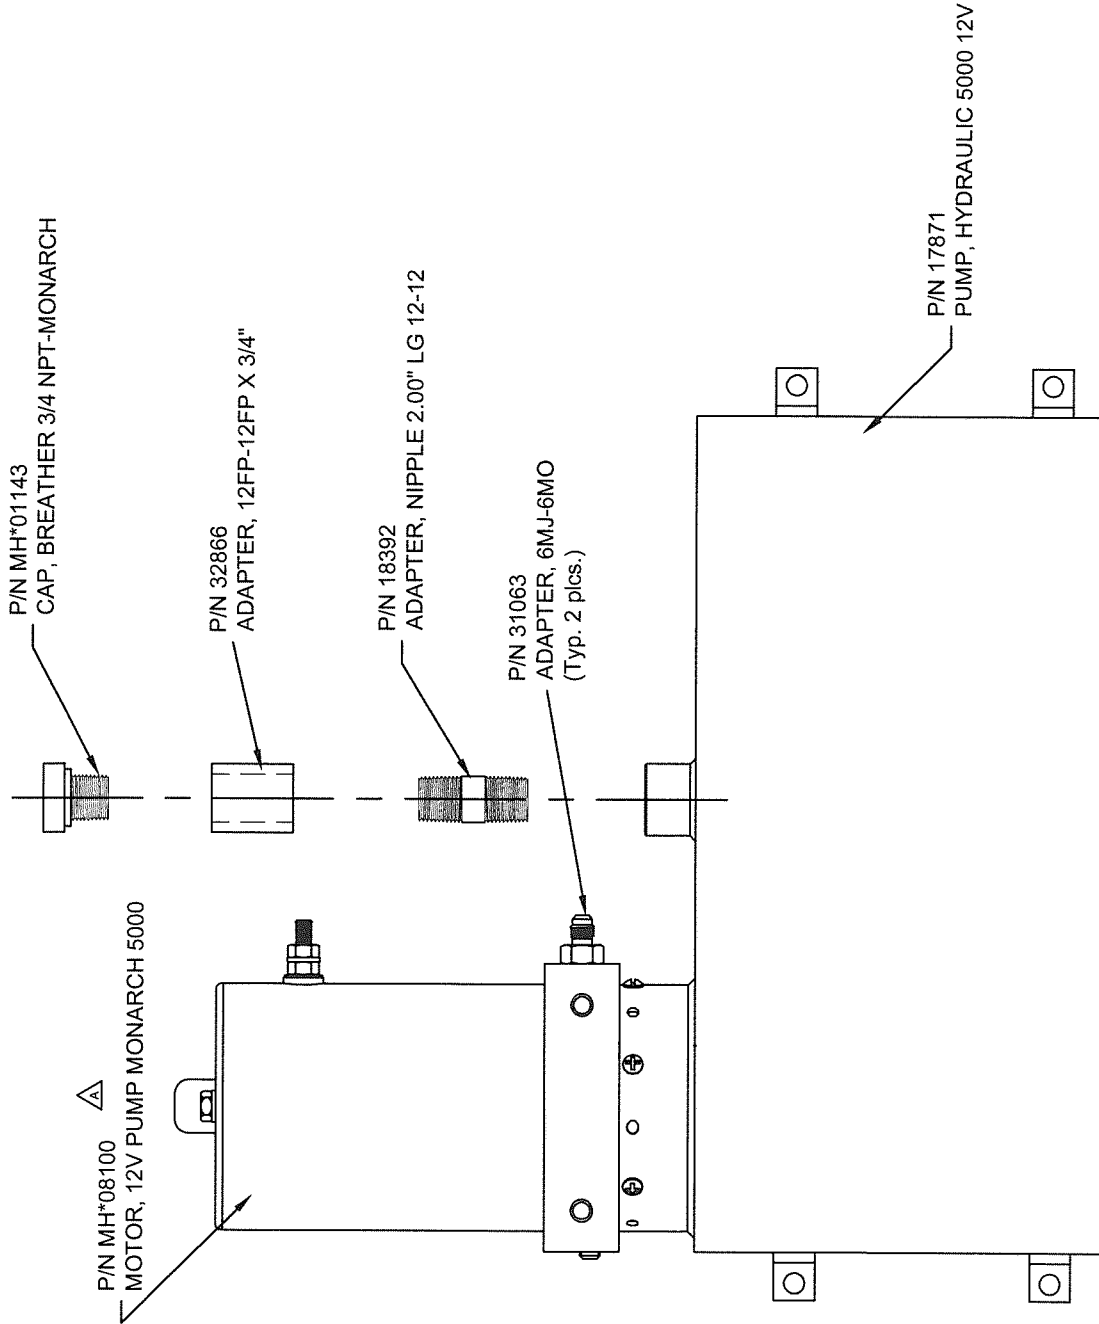 P/N MH*01143
CAP, BREATHER 3/4 NPT-MONARCH
P/N 32866
ADAPTER, 12FP-12FP X 3/4"
P/N 18392
ADAPTER, NIPPLE 2.00" LG 12-12
P/N 31063
ADAPTER, 6MJ-6MO
(Typ. 2 plcs.)
P/N MH*08100
A
MOTOR, 12V PUMP MONARCH 5000
P/N 17871
PUMP, HYDRAULIC 5000 12V